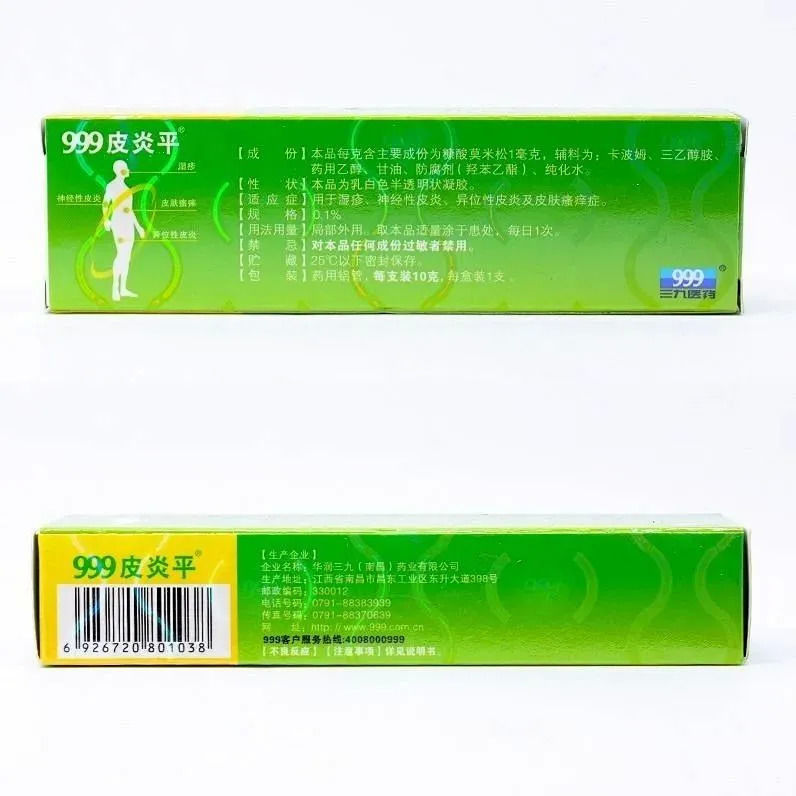 999皮炎平®
湿疹
神经性皮炎
皮肤瘙痒
异位性皮炎
【成 份】本品每克含主要成份为糠酸莫米松1毫克，辅料为：卡波姆、三乙醇胺、
药用乙醇、甘油、防腐剂（羟苯乙酯）、纯化水。
【性 状】本品为乳白色半透明状凝胶。
【适应症】用于湿疹、神经性皮炎、异位性皮炎及皮肤瘙痒症。
【规 格】0.1%
【用法用量】局部外用。取本品适量涂于患处，每日1次。
【禁 忌】对本品任何成份过敏者禁用。
【贮 藏】25℃以下密封保存。
【包 装】药用铝管，每支装10克，每盒装1支。
999®
三九医药
999皮炎平®
6 926720 801038
【生产企业】
企业名称：华润三九（南昌）药业有限公司
生产地址：江西省南昌市昌东工业区东升大道398号
邮政编码：330012
电话号码：0791-88383939
传真号码：0791-88370639
网 址：http://www.999.com.cn
999客户服务热线:4008000999
【不良反应】【注意事项】详见说明书。